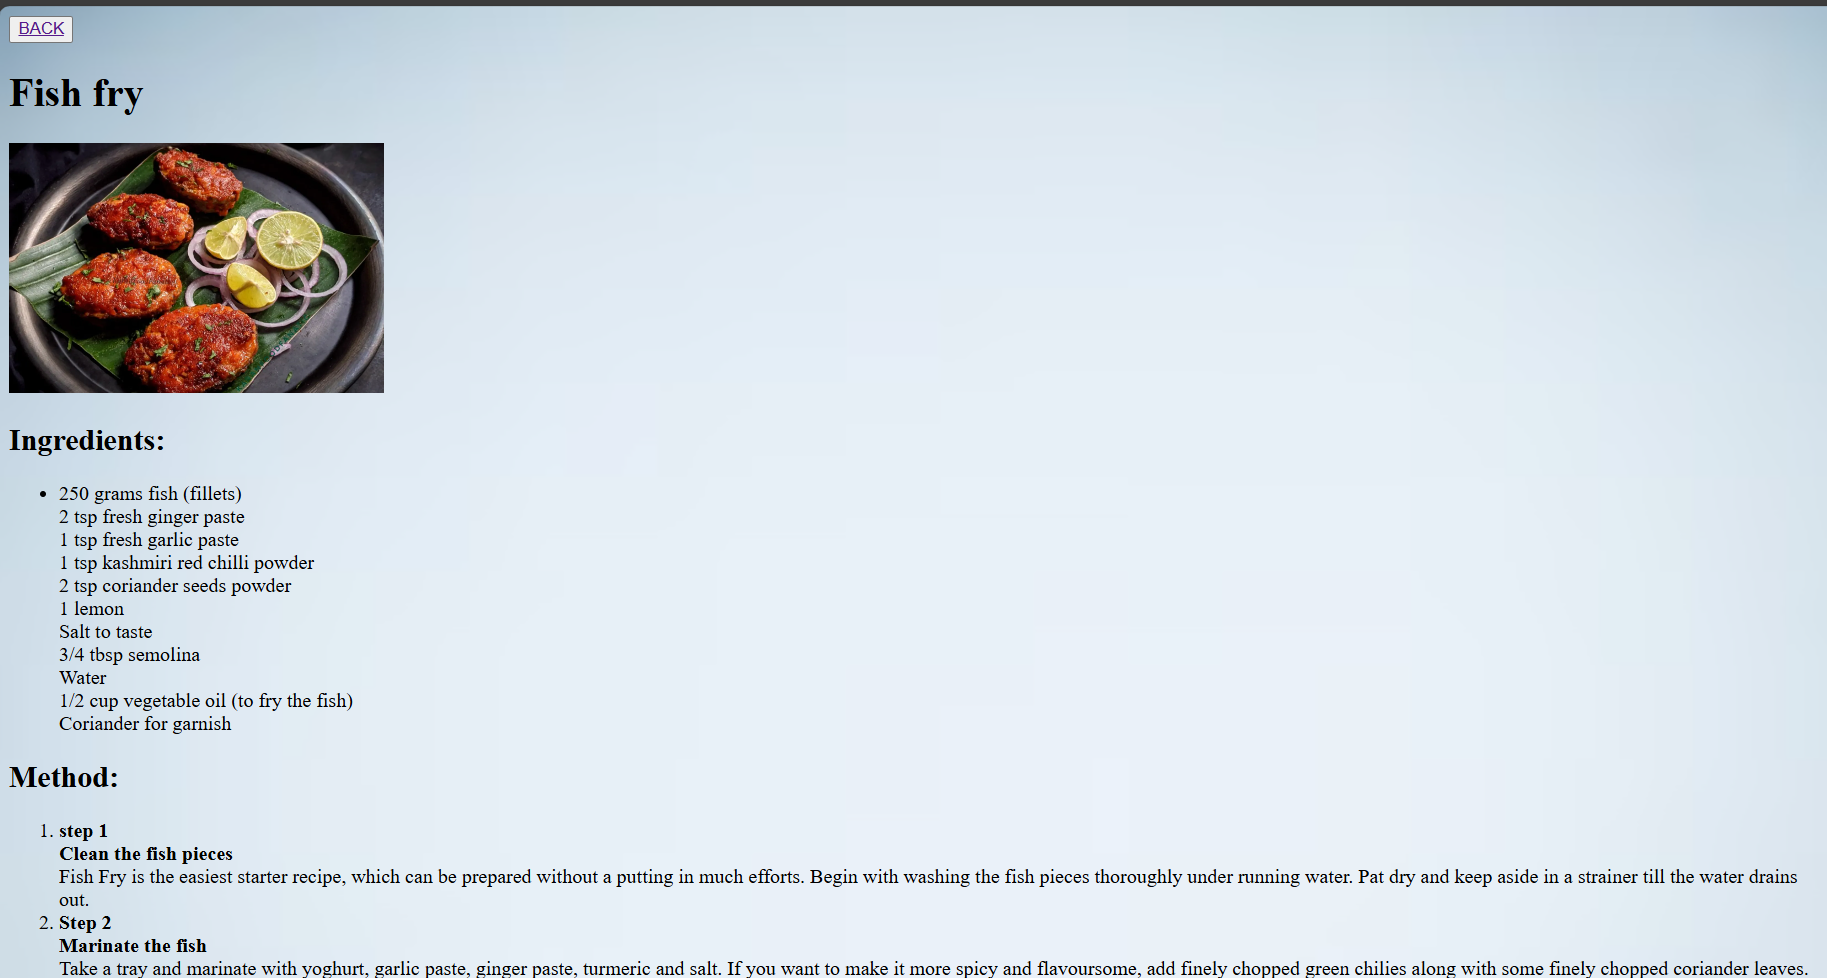 BACK
Fish fry
Ingredients:
250 grams fish (fillets)
2 tsp fresh ginger paste
1 tsp fresh garlic paste
1 tsp kashmiri red chilli powder
2 tsp coriander seeds powder
1 lemon
Salt to taste
3/4 tbsp semolina
Water
1/2 cup vegetable oil (to fry the fish)
Coriander for garnish
Method:
1. step 1
Clean the fish pieces
Fish Fry is the easiest starter recipe, which can be prepared without a putting in much efforts. Begin with washing the fish pieces thoroughly under running water. Pat dry and keep aside in a strainer till the water drains
out.
2. Step 2
Marinate the fish
Take a tray and marinate with yoghurt, garlic paste, ginger paste, turmeric and salt. If you want to make it more spicy and flavoursome, add finely chopped green chilies along with some finely chopped coriander leaves.